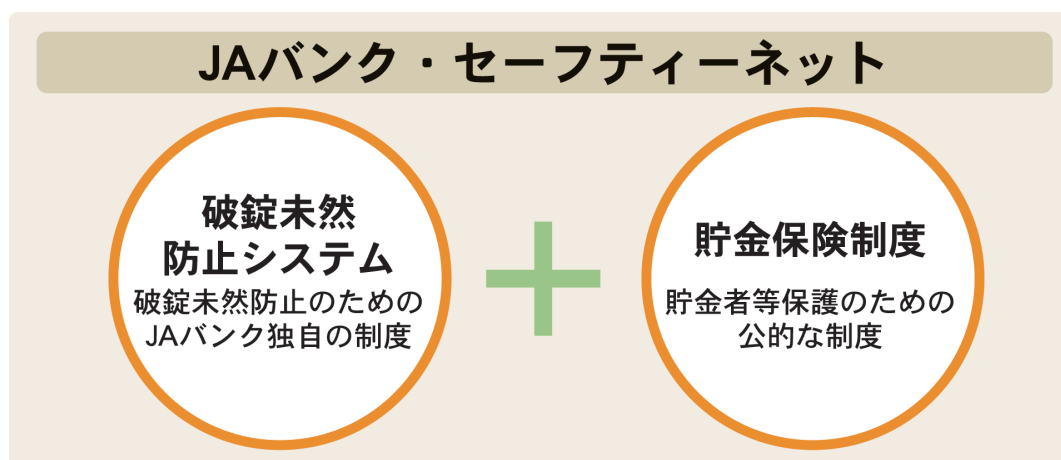 JAバンク・セーフティーネット
破錠未然
防止システム
破錠未然防止のための
JAバンク独自の制度
貯金保険制度
貯金者等保護のための
公的な制度